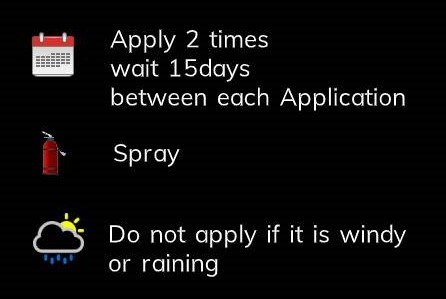 Apply 2 times
wait 15days
between each Application
Spray
Do not apply if it is windy
or raining